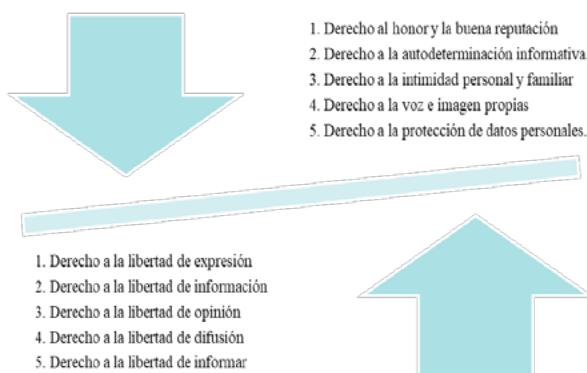 1. Derecho al honor y la buena reputación
2. Derecho a la autodeterminación informativa.
3. Derecho a la intimidad personal y familiar
4. Derecho a la voz e imagen propias
5. Derecho a la protección de datos personales.
1. Derecho a la libertad de expresión
2. Derecho a la libertad de información
3. Derecho a la libertad de opinión
4. Derecho a la libertad de difusión
5. Derecho a la libertad de informar